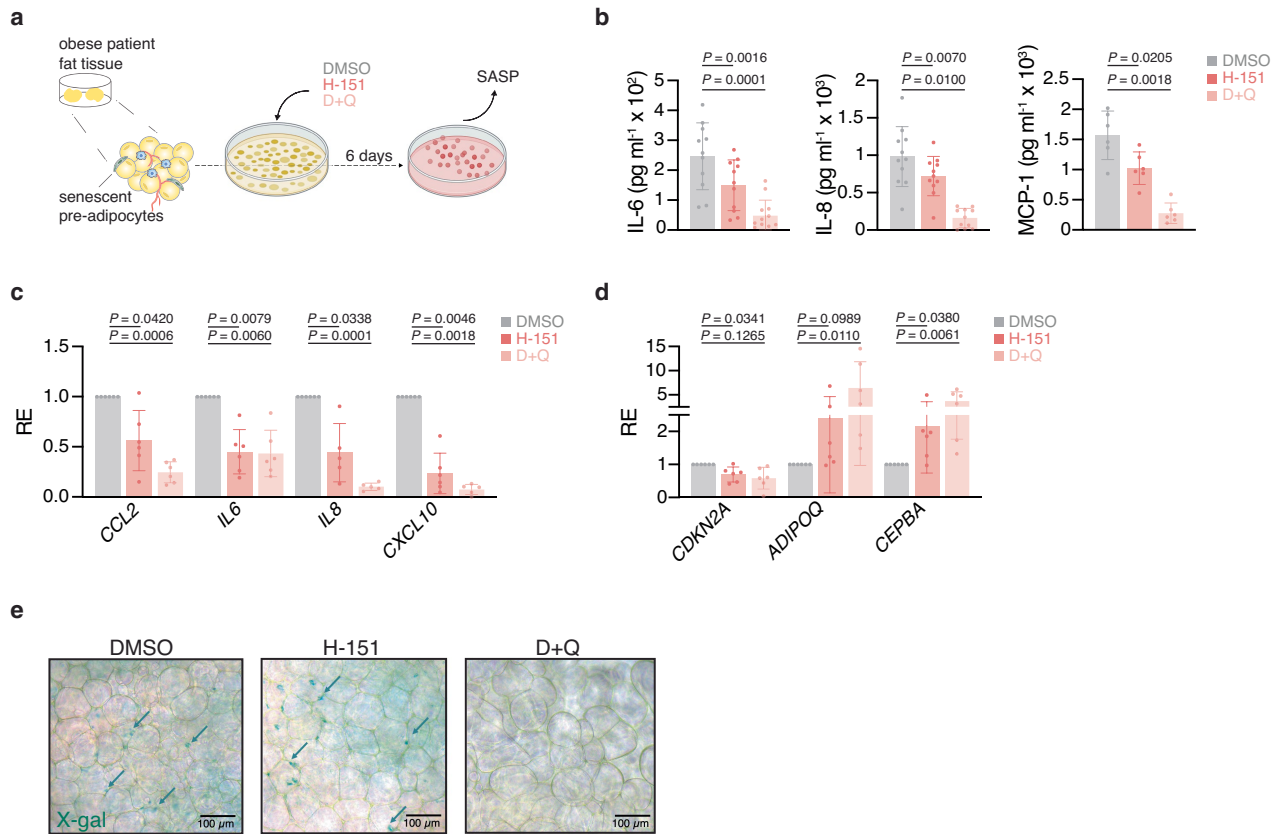 a
obese patient
fat tissue
senescent
pre-adipocytes
DMSO
H-151
D+Q
6 days
SASP
b
P = 0.0016
P = 0.0001
IL-6 (pg ml⁻¹ x 10²)
6
5
4
3
2
1
0
P = 0.0070
P = 0.0100
IL-8 (pg ml⁻¹ x 10³)
2
1.5
1
0.5
0
P = 0.0205
P = 0.0018
MCP-1 (pg ml⁻¹ x 10³)
2.5
2
1.5
1
0.5
0
DMSO
H-151
D+Q
c
P = 0.0420
P = 0.0006
P = 0.0079
P = 0.0060
P = 0.0338
P = 0.0001
P = 0.0046
P = 0.0018
DMSO
H-151
D+Q
RE
1.5
1.0
0.5
0.0
CCL2
IL6
IL8
CXCL10
d
P = 0.0341
P = 0.1265
P = 0.0989
P = 0.0110
P = 0.0380
P = 0.0061
DMSO
H-151
D+Q
RE
15
10
5
2
1
0
CDKN2A
ADIPOQ
CEPBA
e
DMSO
H-151
D+Q
X-gal
100 µm
100 µm
100 µm